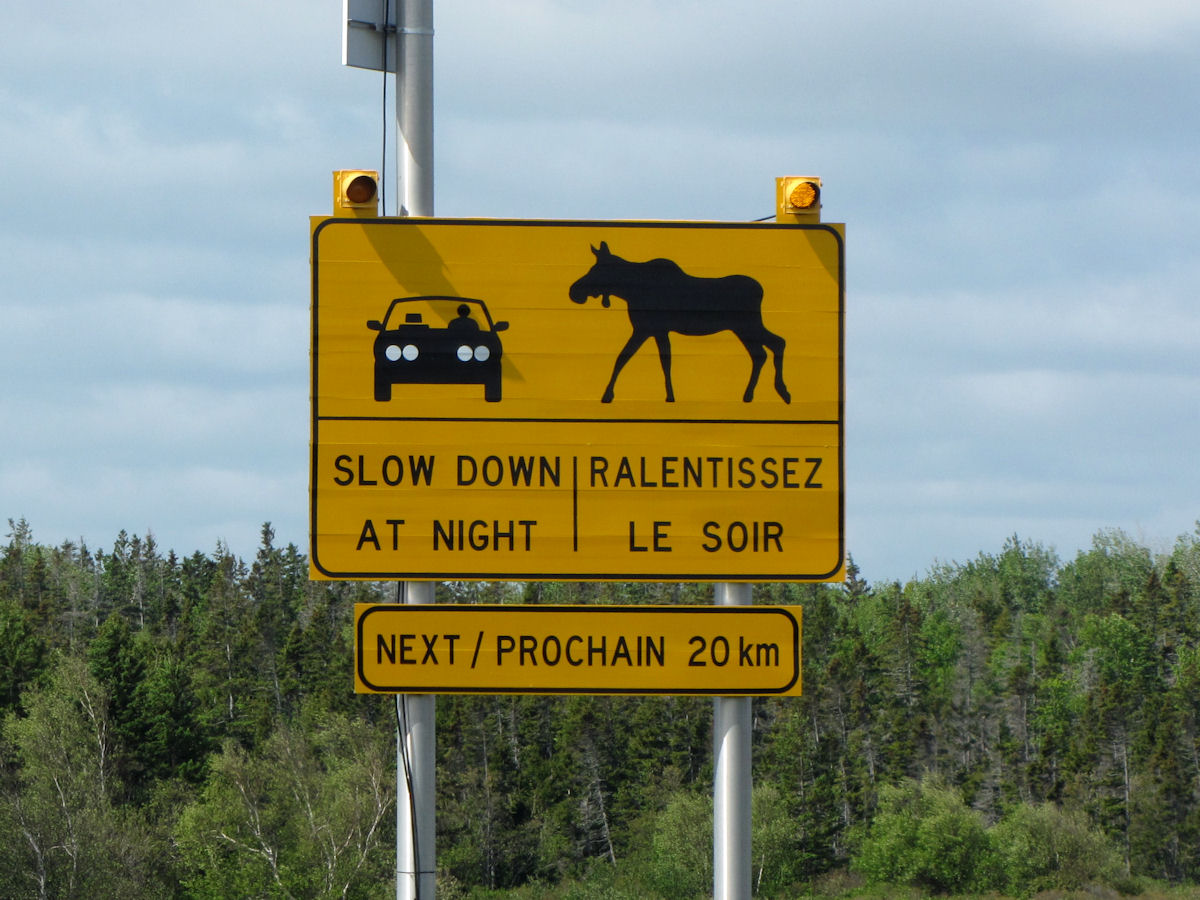 SLOW DOWN | RALENTISSEZ
AT NIGHT | LE SOIR
NEXT / PROCHAIN 20 km